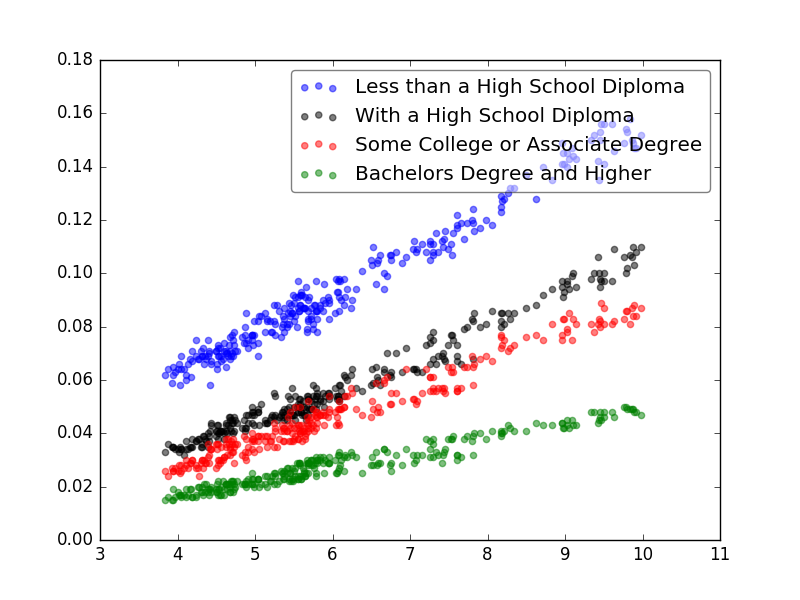 0.18
0.16
0.14
0.12
0.10
0.08
0.06
0.04
0.02
0.00
3 4 5 6 7 8 9 10 11
Less than a High School Diploma
With a High School Diploma
Some College or Associate Degree
Bachelors Degree and Higher